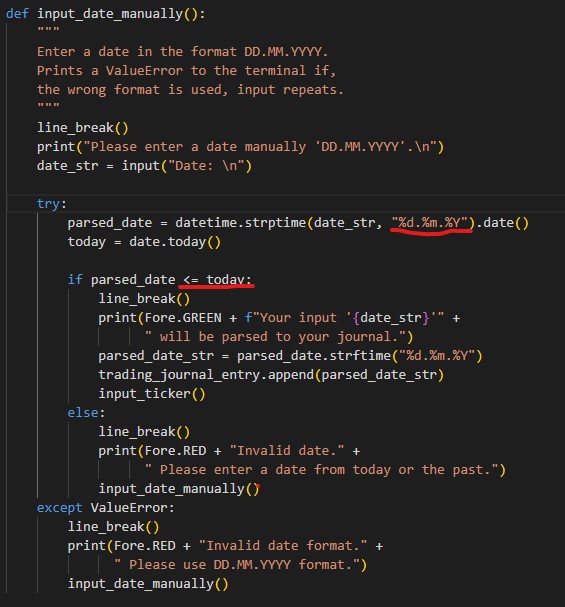 def input_date_manually():
    """
    Enter a date in the format DD.MM.YYYY.
    Prints a ValueError to the terminal if,
    the wrong format is used, input repeats.
    """
    line_break()
    print("Please enter a date manually 'DD.MM.YYYY'.\n")
    date_str = input("Date: \n")

    try:
        parsed_date = datetime.strptime(date_str, "%d.%m.%Y").date()
        today = date.today()

        if parsed_date <= today:
            line_break()
            print(Fore.GREEN + f"Your input '{date_str}'" +
                  " will be parsed to your journal.")
            parsed_date_str = parsed_date.strftime("%d.%m.%Y")
            trading_journal_entry.append(parsed_date_str)
            input_ticker()
        else:
            line_break()
            print(Fore.RED + "Invalid date." +
                  " Please enter a date from today or the past.")
            input_date_manually()
    except ValueError:
        line_break()
        print(Fore.RED + "Invalid date format." +
              " Please use DD.MM.YYYY format.")
        input_date_manually()